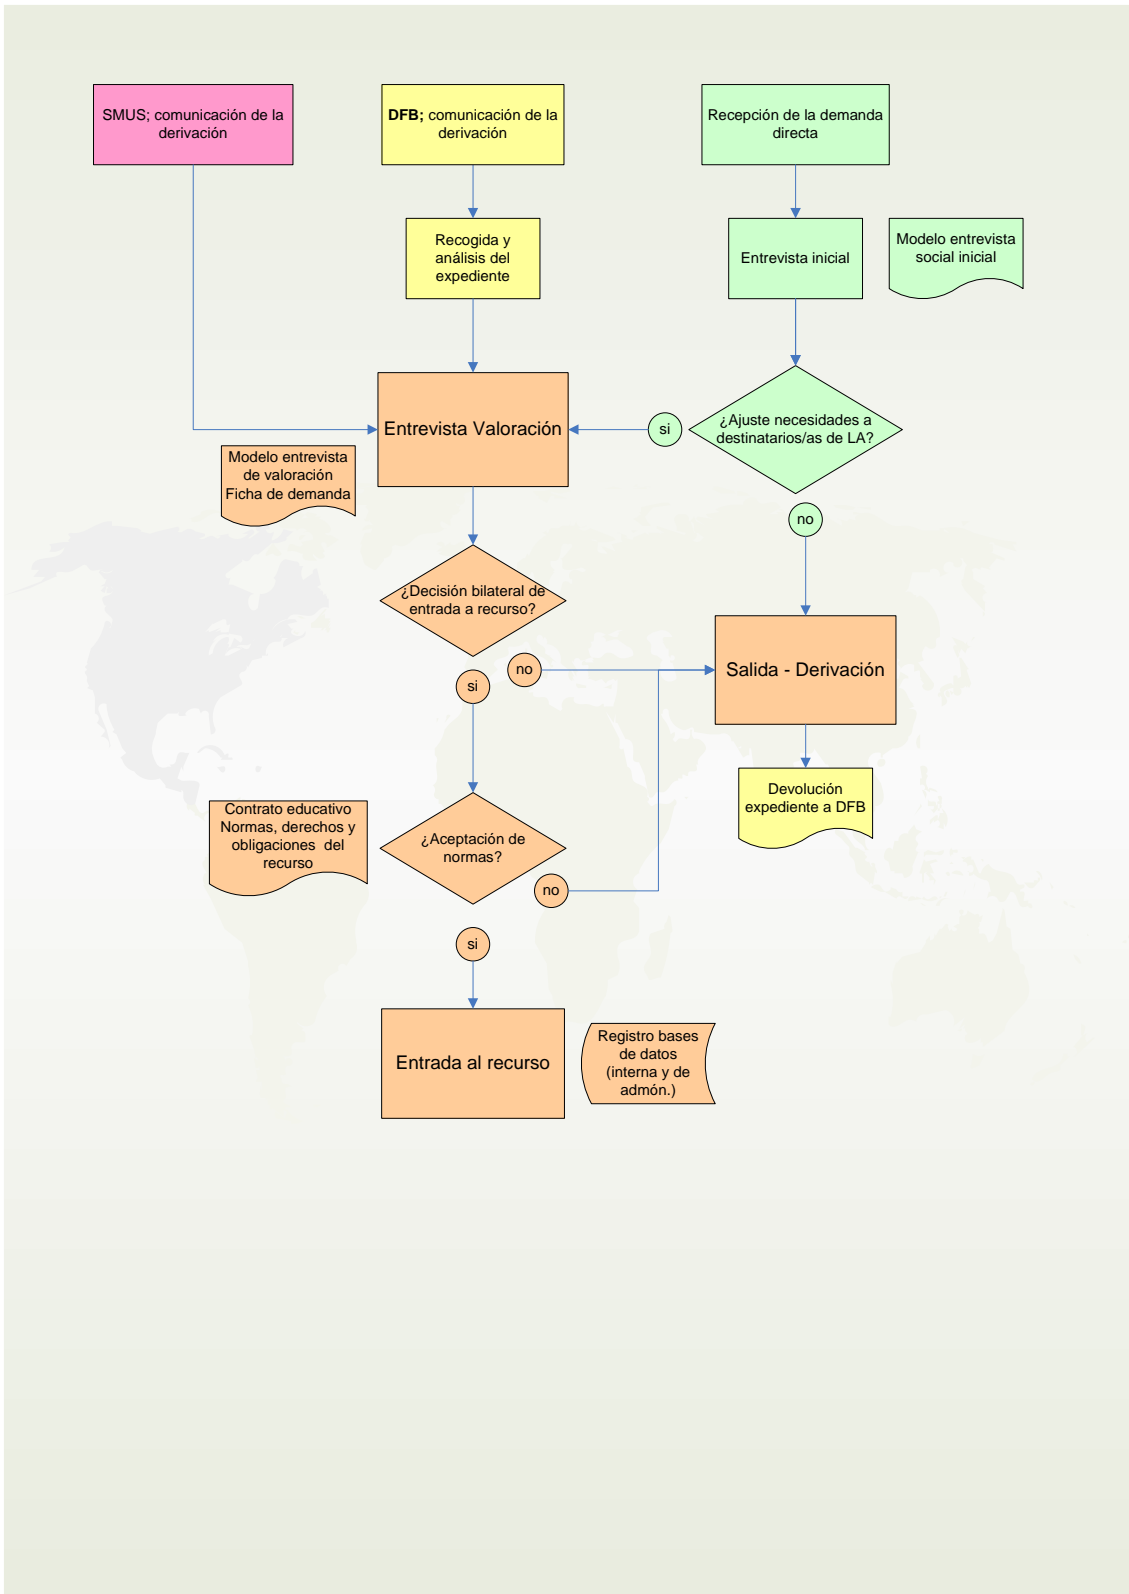 SMUS; comunicación de la
derivación
DFB; comunicación de la
derivación
Recepción de la demanda
directa
Recogida y
análisis del
expediente
Entrevista inicial
Modelo entrevista
social inicial
Entrevista Valoración
si
¿Ajuste necesidades a
destinatarios/as de LA?
Modelo entrevista
de valoración
Ficha de demanda
no
¿Decisión bilateral de
entrada a recurso?
no
si
Salida - Derivación
Devolución
expediente a DFB
Contrato educativo
Normas, derechos y
obligaciones  del
recurso
¿Aceptación de
normas?
no
si
Entrada al recurso
Registro bases
de datos
(interna y de
admón.)